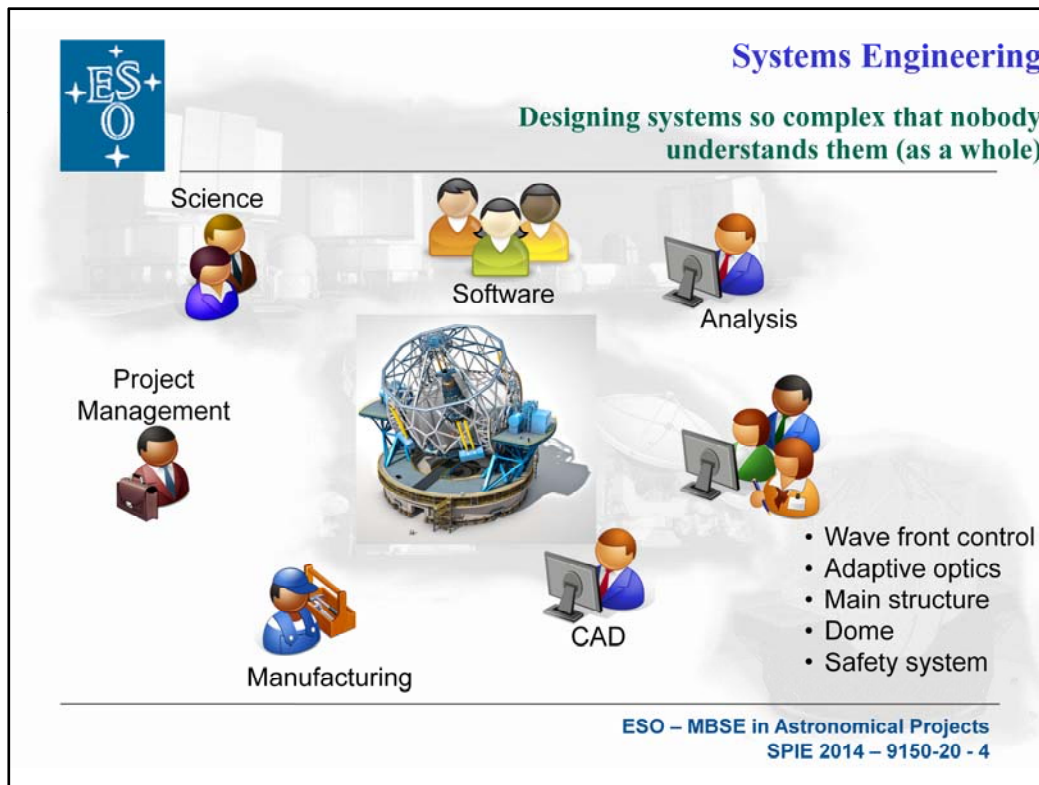 ES
O
Systems Engineering
Designing systems so complex that nobody
understands them (as a whole)
Science
Software
Analysis
Project
Management
• Wave front control
• Adaptive optics
• Main structure
• Dome
• Safety system
CAD
Manufacturing
ESO – MBSE in Astronomical Projects
SPIE 2014 – 9150-20 - 4